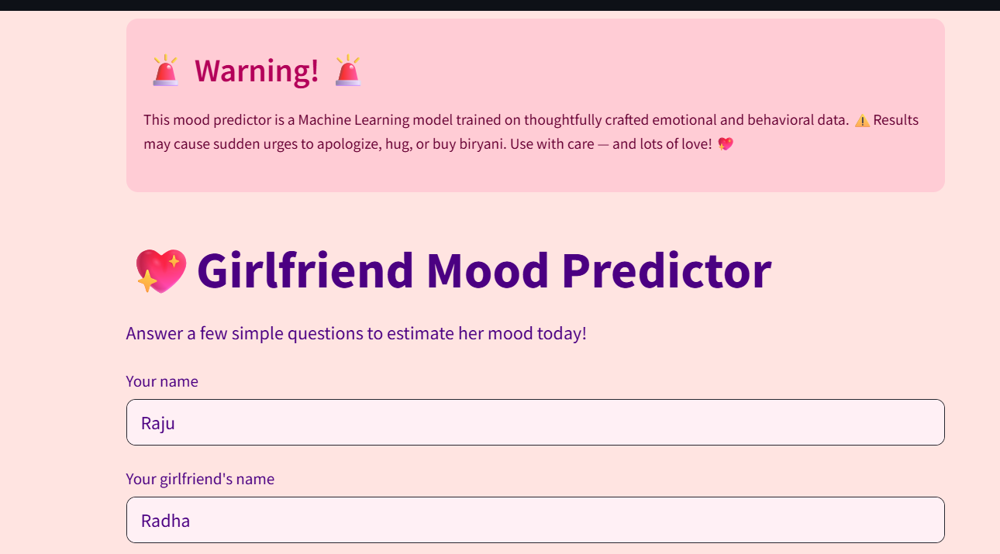 🚨 Warning! 🚨
This mood predictor is a Machine Learning model trained on thoughtfully crafted emotional and behavioral data. ⚠️ Results
may cause sudden urges to apologize, hug, or buy biryani. Use with care — and lots of love! 💖
💖 Girlfriend Mood Predictor
Answer a few simple questions to estimate her mood today!
Your name
Raju
Your girlfriend's name
Radha